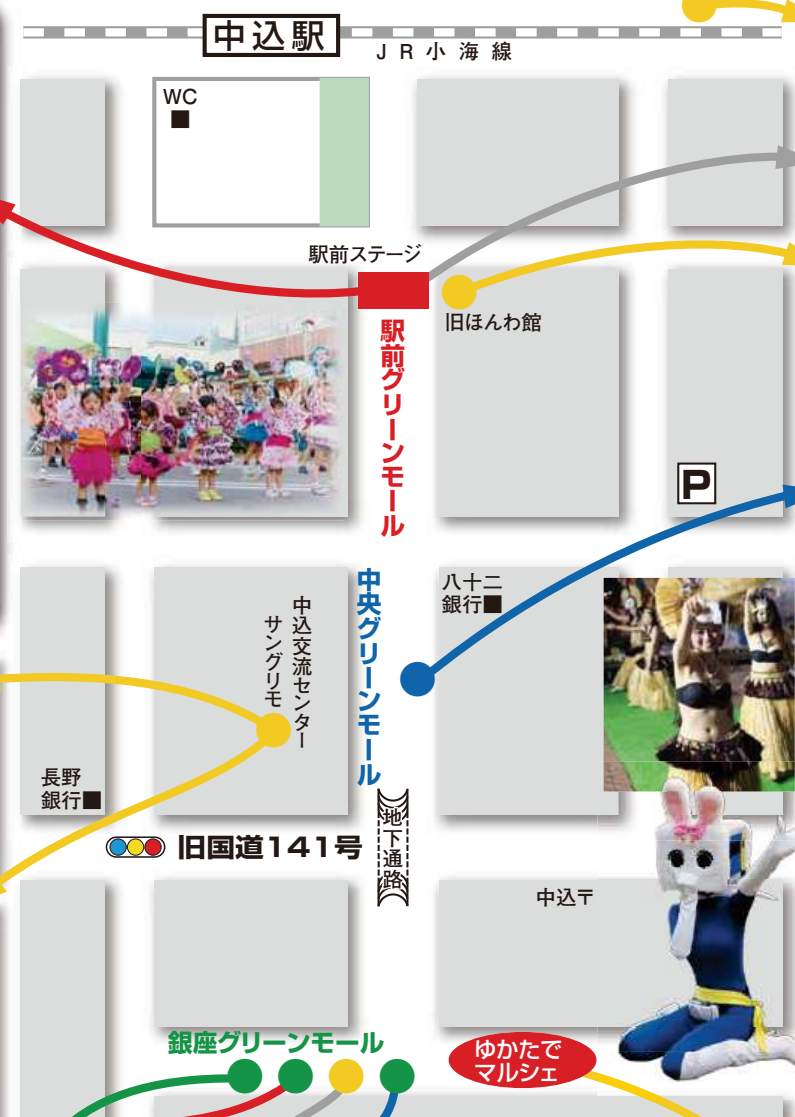 中込駅
JR小海線
WC
駅前ステージ
旧ほんわ館
駅前グリーンモール
P
中央グリーンモール
八十二
銀行
中込交流センター
サングリモ
長野
銀行
旧国道141号
地下通路
中込〒
銀座グリーンモール
ゆかたで
マルシェ